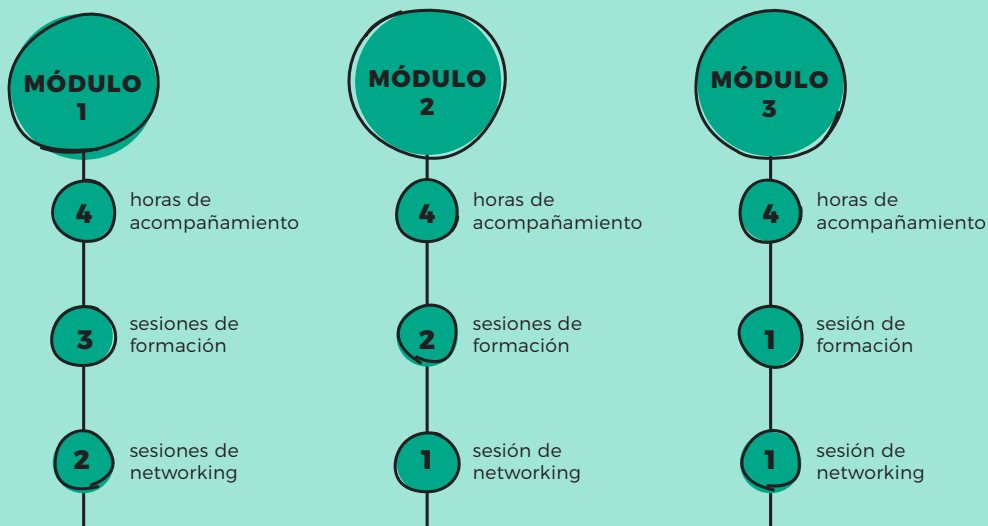 MÓDULO
1
4
horas de
acompañamiento
3
sesiones de
formación
2
sesiones de
networking
MÓDULO
2
4
horas de
acompañamiento
2
sesiones de
formación
1
sesión de
networking
MÓDULO
3
4
horas de
acompañamiento
1
sesión de
formación
1
sesión de
networking